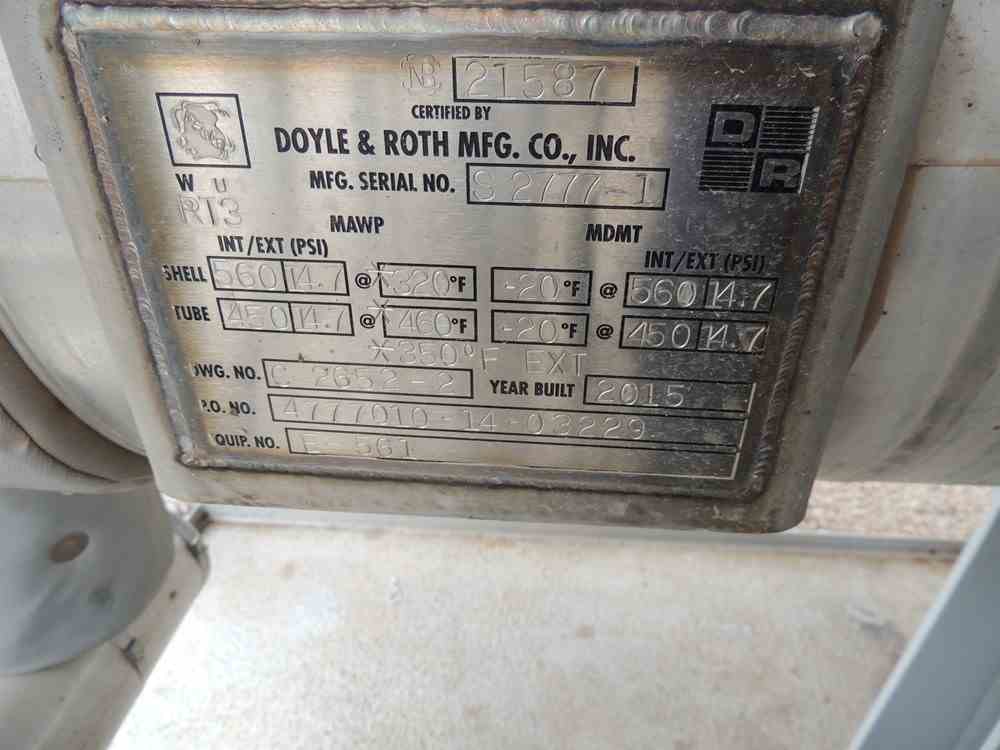 NB 21587
CERTIFIED BY
DOYLE & ROTH MFG. CO., INC.
D R
MFG. SERIAL NO. S2777-1
W U
RT3
MAWP MDMT
INT/EXT (PSI) INT/EXT (PSI)
SHELL 560 14.7 @ *320°F -20°F @ 560 14.7
TUBE 450 14.7 @ *460°F -20°F @ 450 14.7
*350°F EXT
DWG. NO. C-2652-2 YEAR BUILT 2015
P.O. NO. 4777010-14-03229
QUIP. NO. E-561